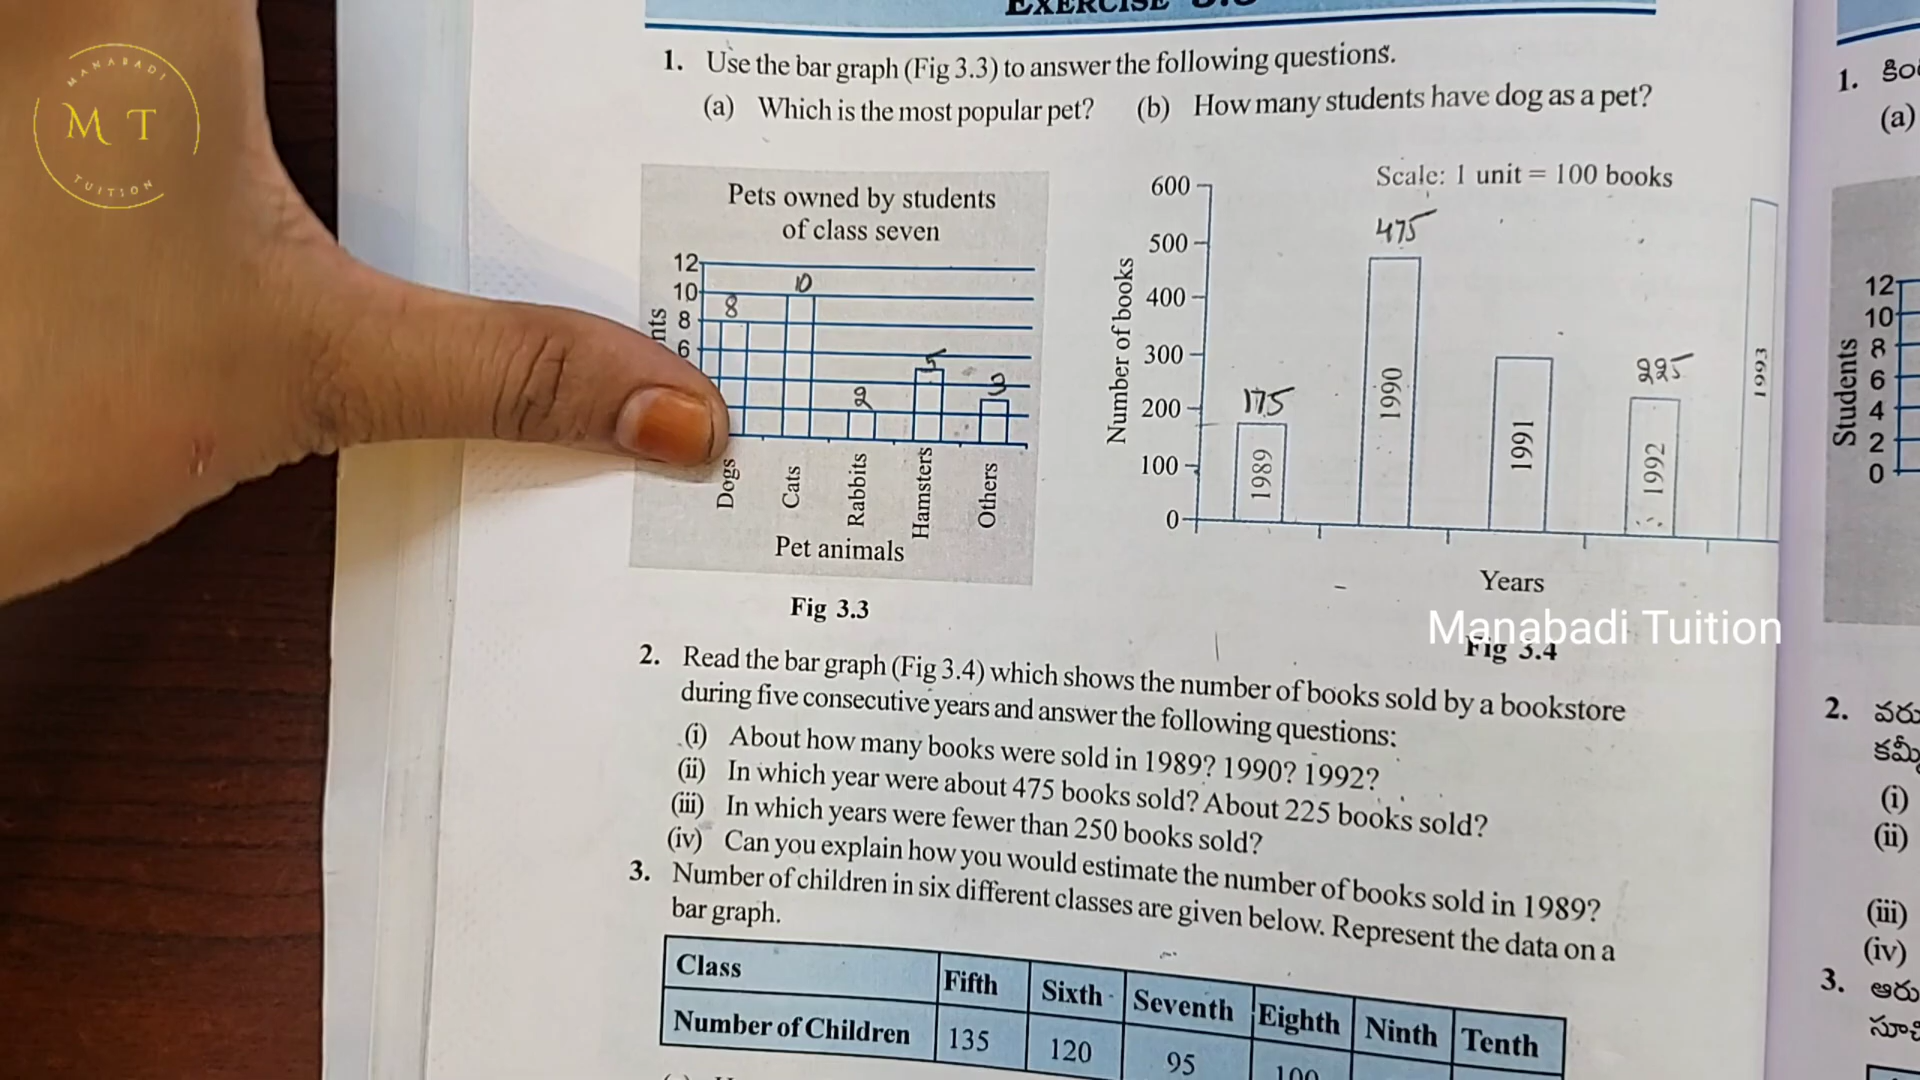 MANABADI
M T
TUITION
EXERCISE
1. Use the bar graph (Fig 3.3) to answer the following questions.
(a) Which is the most popular pet? (b) How many students have dog as a pet?
Pets owned by students
of class seven
12
10
8
6
8
10
2
5
3
Dogs
Cats
Rabbits
Hamsters
Others
Pet animals
Fig 3.3
Scale: 1 unit = 100 books
Number of books
600
500
400
300
200
100
0
175
475
225
1989
1990
1991
1992
1993
Years
Manabadi Tuition
Fig 3.4
2. Read the bar graph (Fig 3.4) which shows the number of books sold by a bookstore
during five consecutive years and answer the following questions:
(i) About how many books were sold in 1989? 1990? 1992?
(ii) In which year were about 475 books sold? About 225 books sold?
(iii) In which years were fewer than 250 books sold?
(iv) Can you explain how you would estimate the number of books sold in 1989?
3. Number of children in six different classes are given below. Represent the data on a
bar graph.
Class Fifth Sixth Seventh Eighth Ninth Tenth
Number of Children 135 120 95 100
1.
(a)
Students
12
10
8
6
4
2
0
2.
(i)
(ii)
(iii)
(iv)
3.